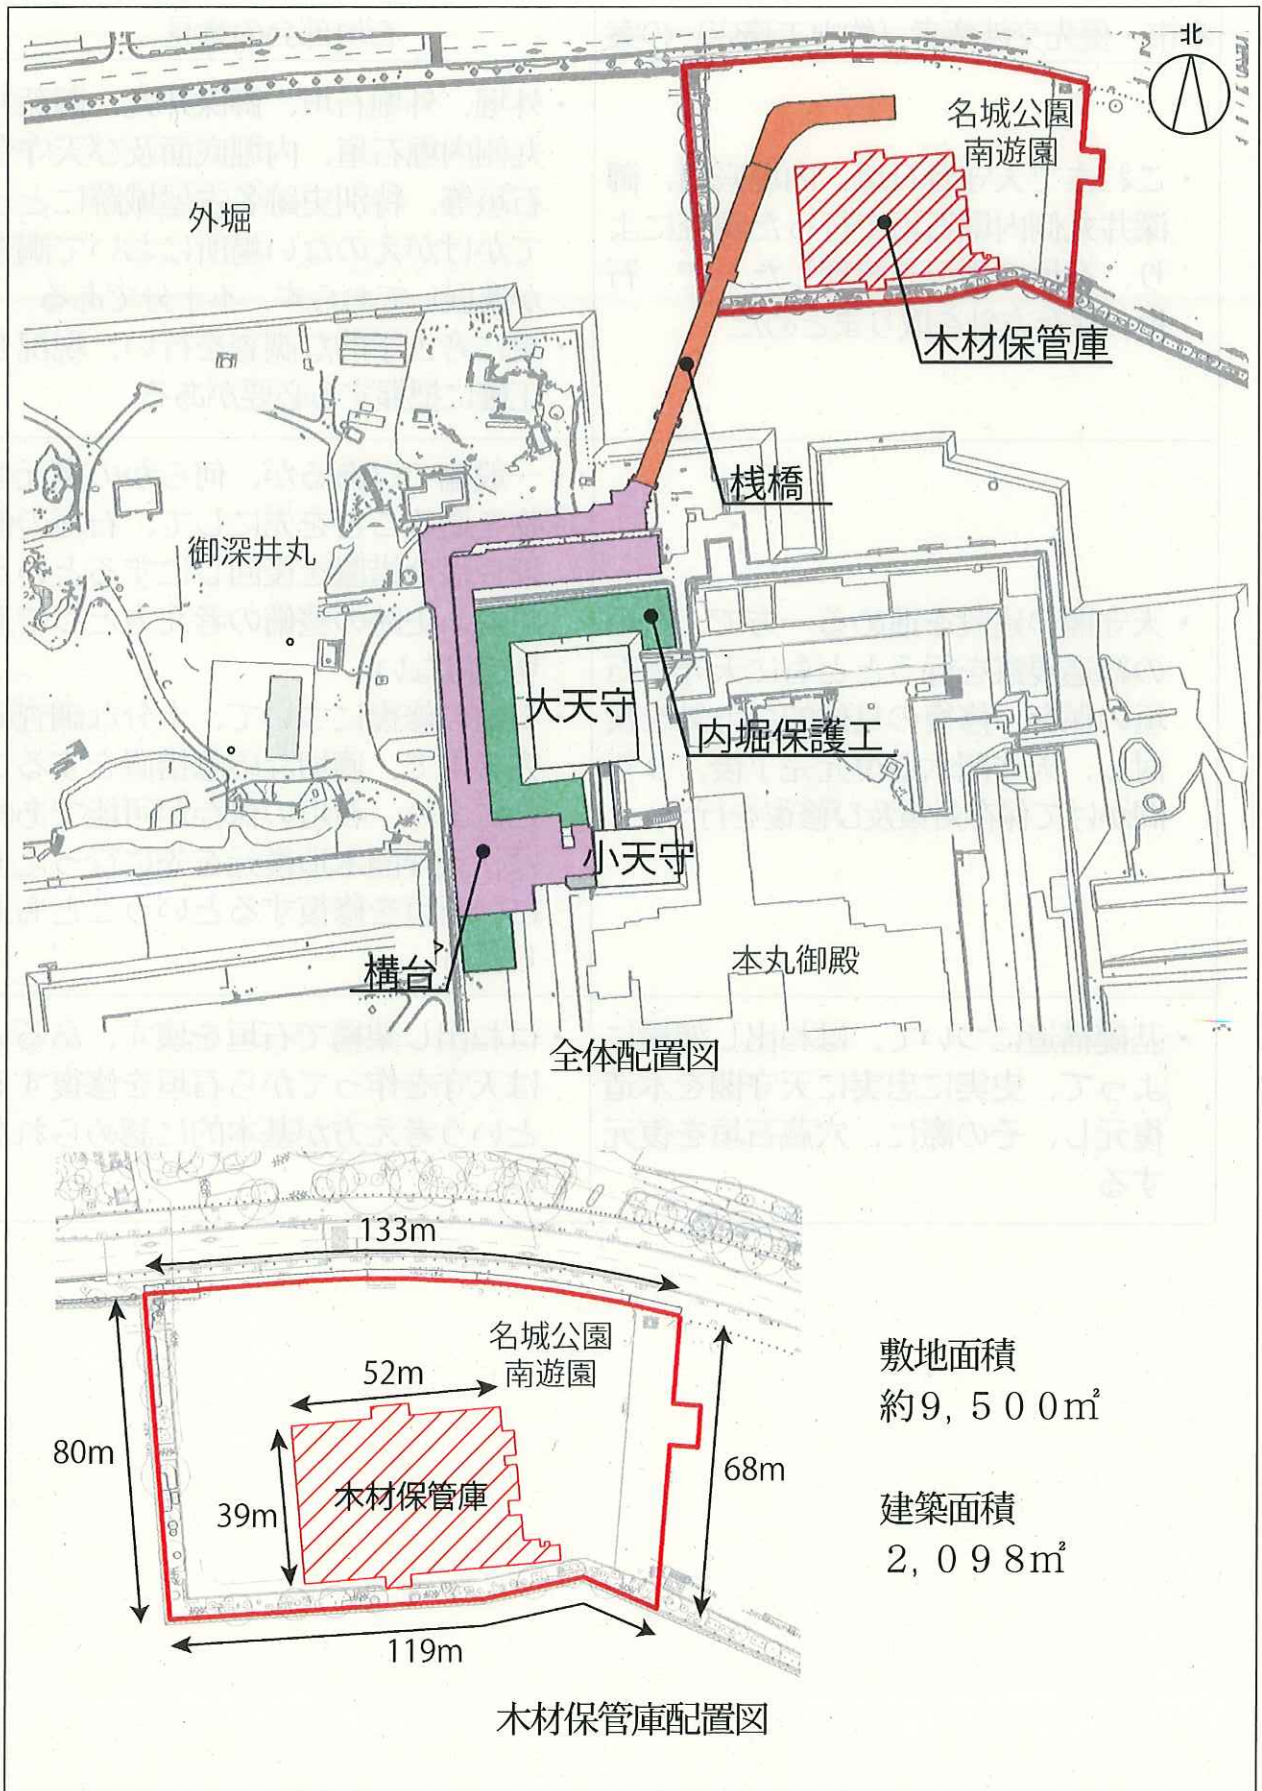 北
名城公園
南遊園
外堀
木材保管庫
桟橋
御深井丸
大天守
内堀保護土
小天守
本丸御殿
構台
全体配置図
133m
名城公園
南遊園
52m
80m
39m
木材保管庫
68m
119m
敷地面積
約9,500㎡
建築面積
2,098㎡
木材保管庫配置図